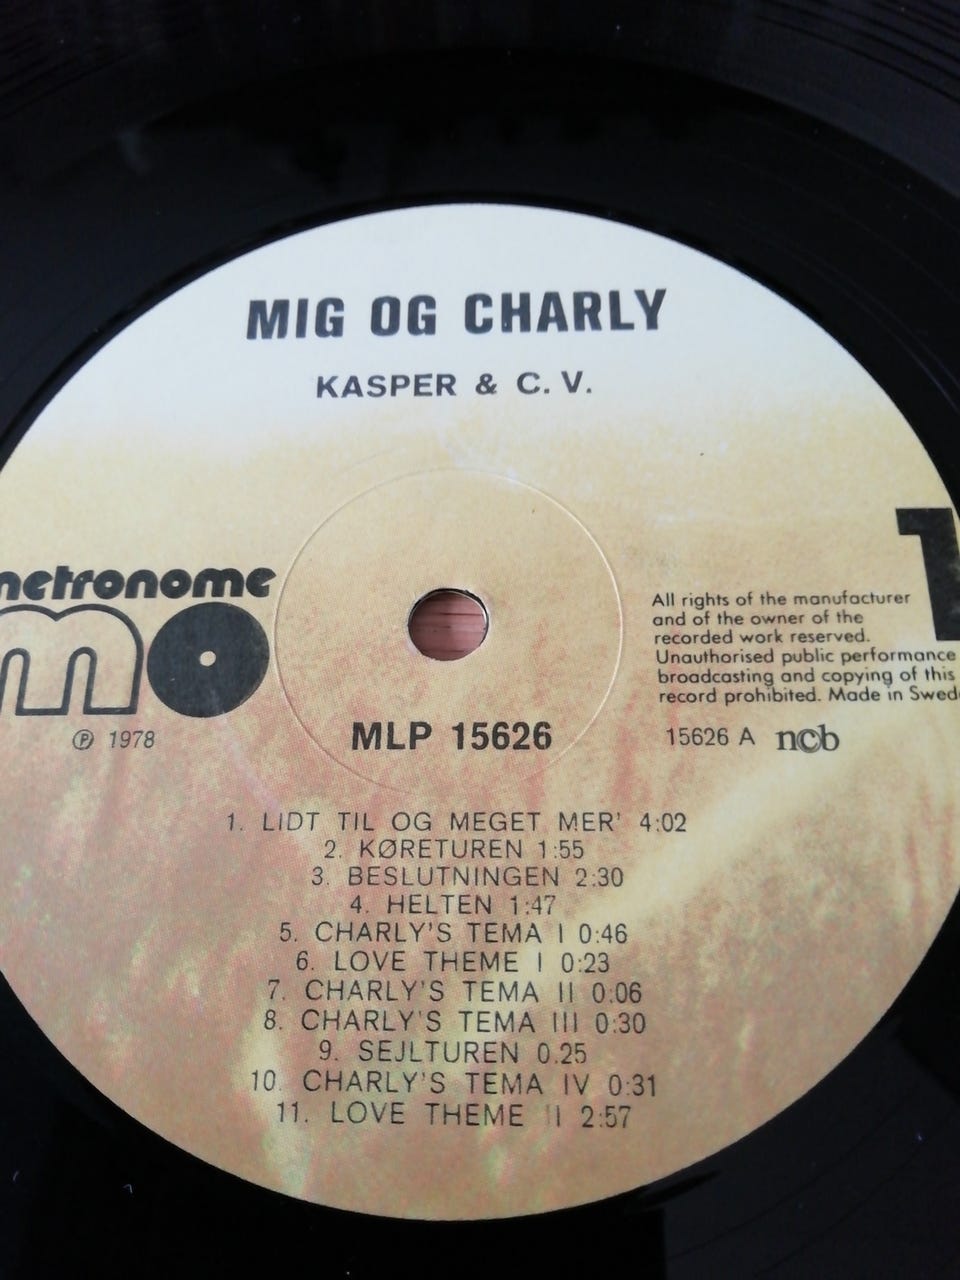 MIG OG CHARLY
KASPER & C. V.
1
metronome
mo
℗ 1978
MLP 15626
All rights of the manufacturer
and of the owner of the
recorded work reserved.
Unauthorised public performance
broadcasting and copying of this
record prohibited. Made in Swed
15626 A ncb
1. LIDT TIL OG MEGET MER' 4:02
2. KØRETUREN 1:55
3. BESLUTNINGEN 2:30
4. HELTEN 1:47
5. CHARLY'S TEMA I 0:46
6. LOVE THEME I 0:23
7. CHARLY'S TEMA II 0:06
8. CHARLY'S TEMA III 0:30
9. SEJLTUREN 0.25
10. CHARLY'S TEMA IV 0:31
11. LOVE THEME II 2:57